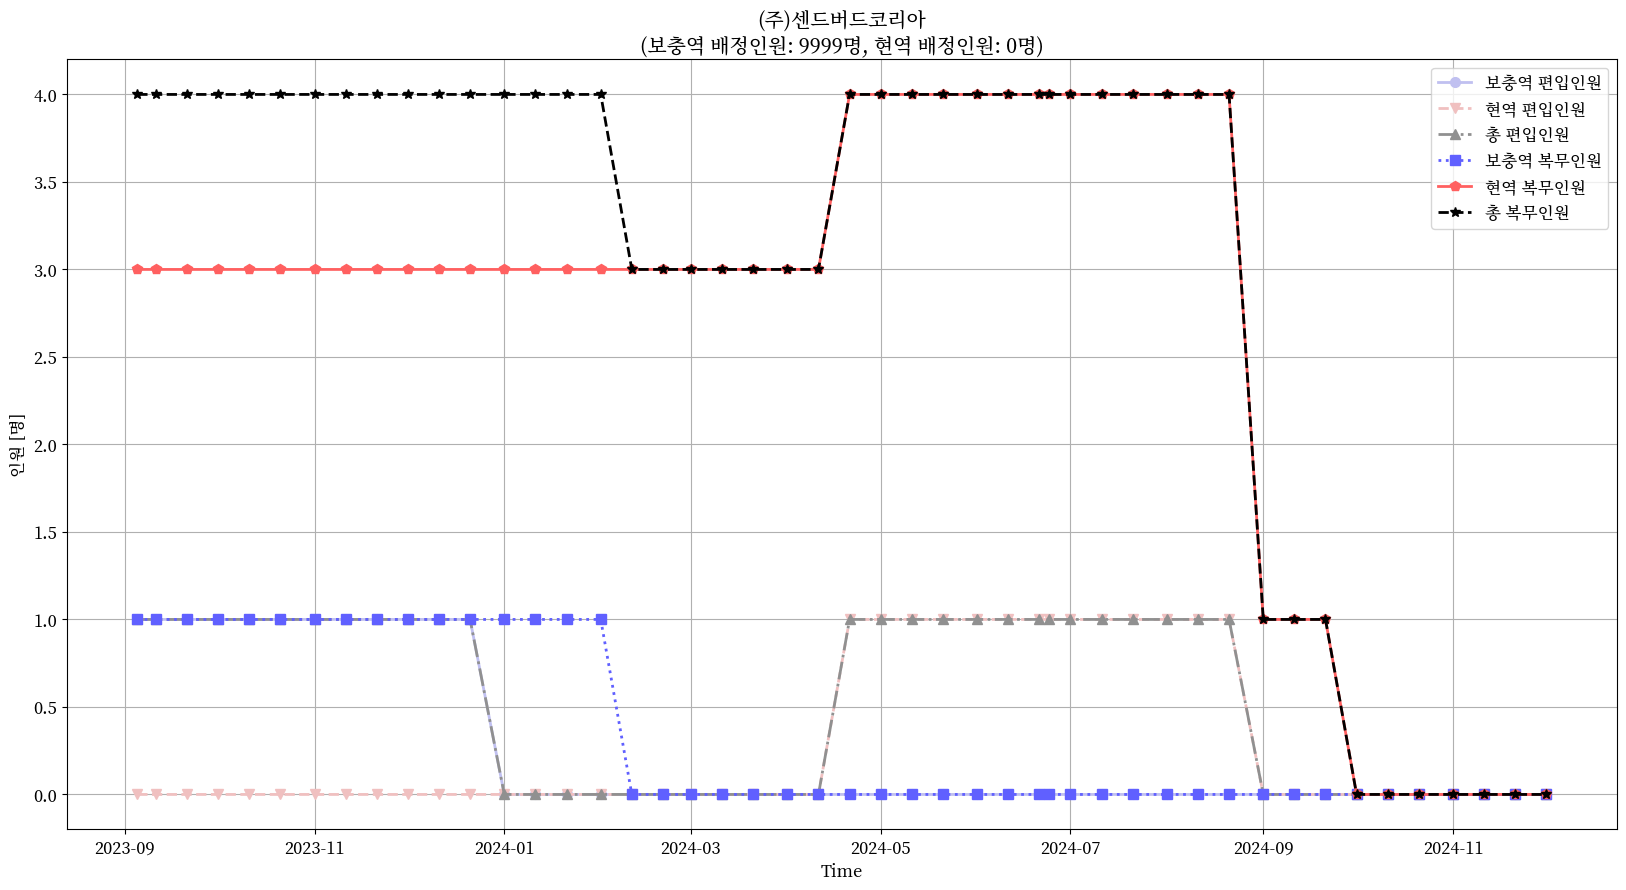 (주)센드버드코리아
(보충역 배정인원: 9999명, 현역 배정인원: 0명)
보충역 편입인원
현역 편입인원
총 편입인원
보충역 복무인원
현역 복무인원
총 복무인원
4.0
3.5
3.0
2.5
2.0
1.5
1.0
0.5
0.0
인원 [명]
2023-09 2023-11 2024-01 2024-03 2024-05 2024-07 2024-09 2024-11
Time